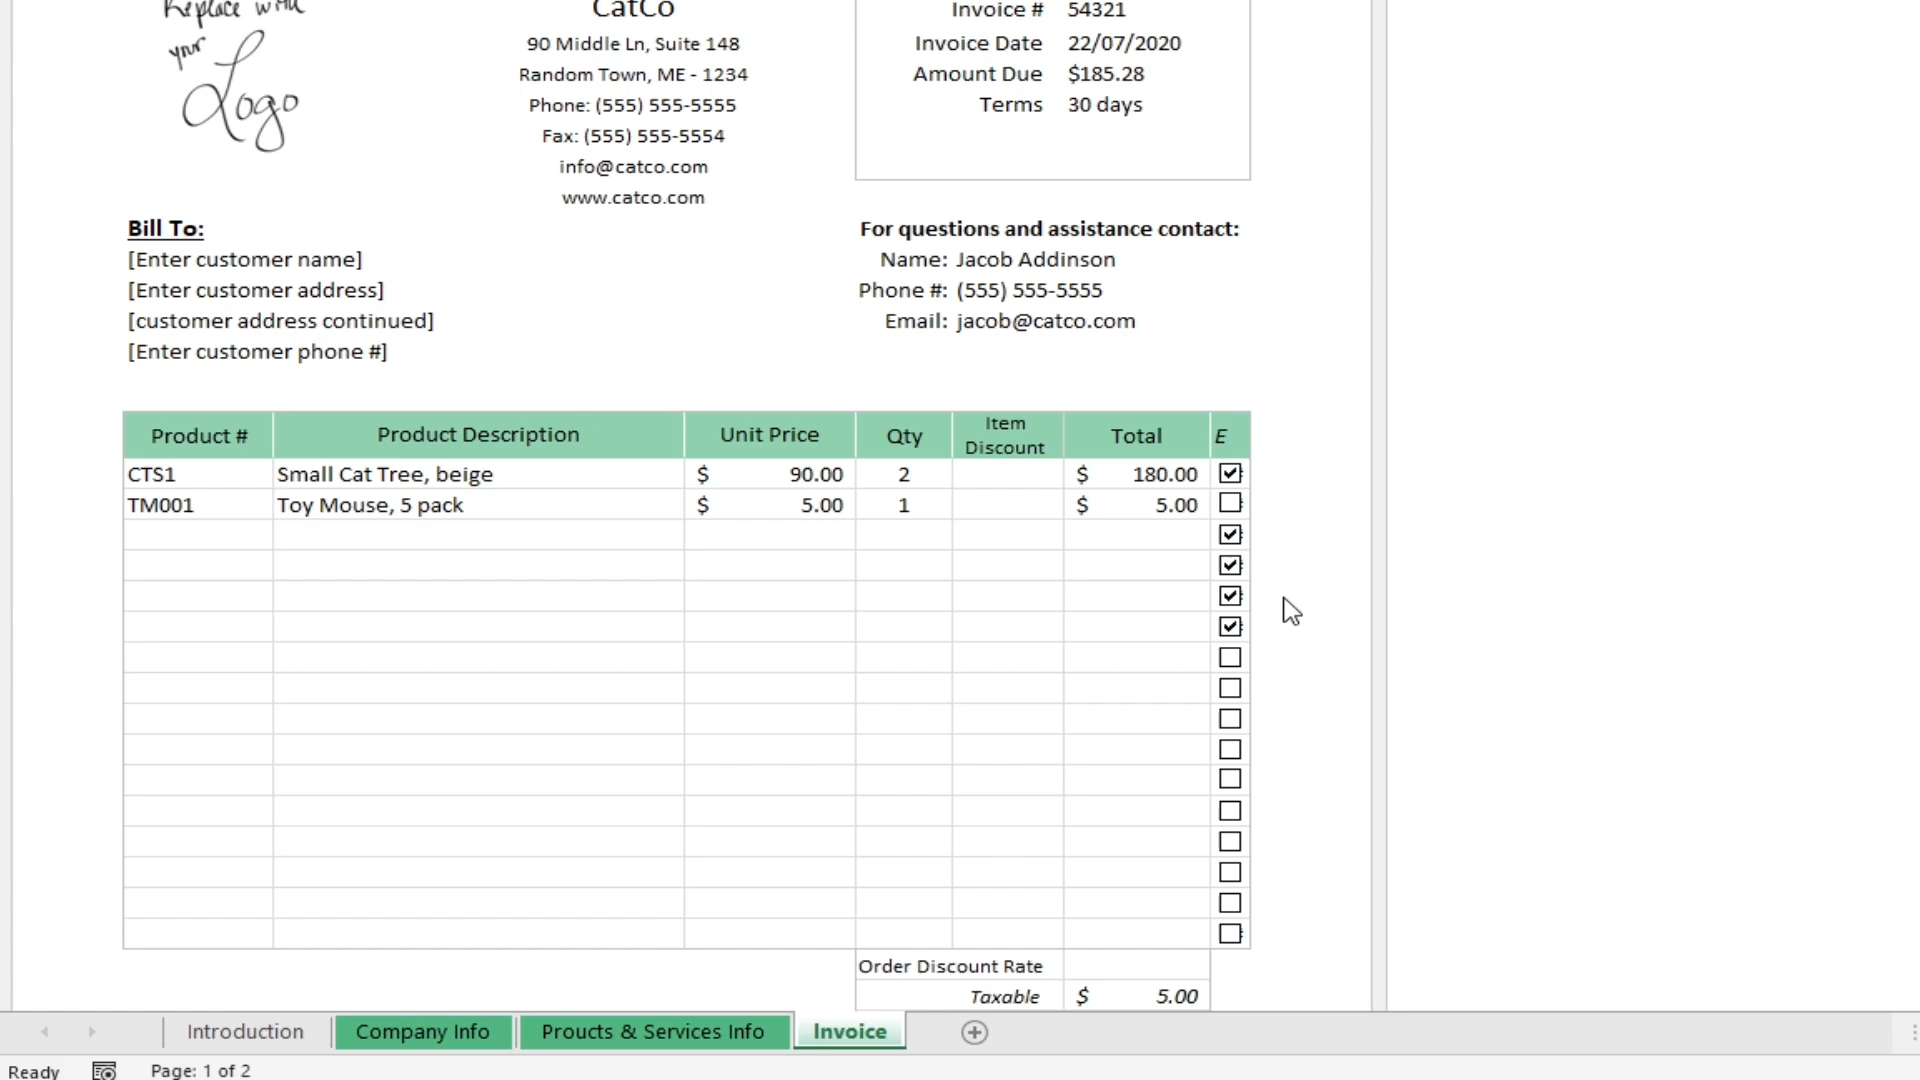 Replace with
your
Logo
CatCo
90 Middle Ln, Suite 148
Random Town, ME - 1234
Phone: (555) 555-5555
Fax: (555) 555-5554
info@catco.com
www.catco.com
Invoice # 54321
Invoice Date 22/07/2020
Amount Due $185.28
Terms 30 days
Bill To:
[Enter customer name]
[Enter customer address]
[customer address continued]
[Enter customer phone #]
For questions and assistance contact:
Name: Jacob Addinson
Phone #: (555) 555-5555
Email: jacob@catco.com
Product # Product Description Unit Price Qty Item Discount Total E
CTS1 Small Cat Tree, beige $ 90.00 2 $ 180.00
TM001 Toy Mouse, 5 pack $ 5.00 1 $ 5.00
Order Discount Rate
Taxable $ 5.00
Introduction Company Info Proucts & Services Info Invoice
Ready Page: 1 of 2